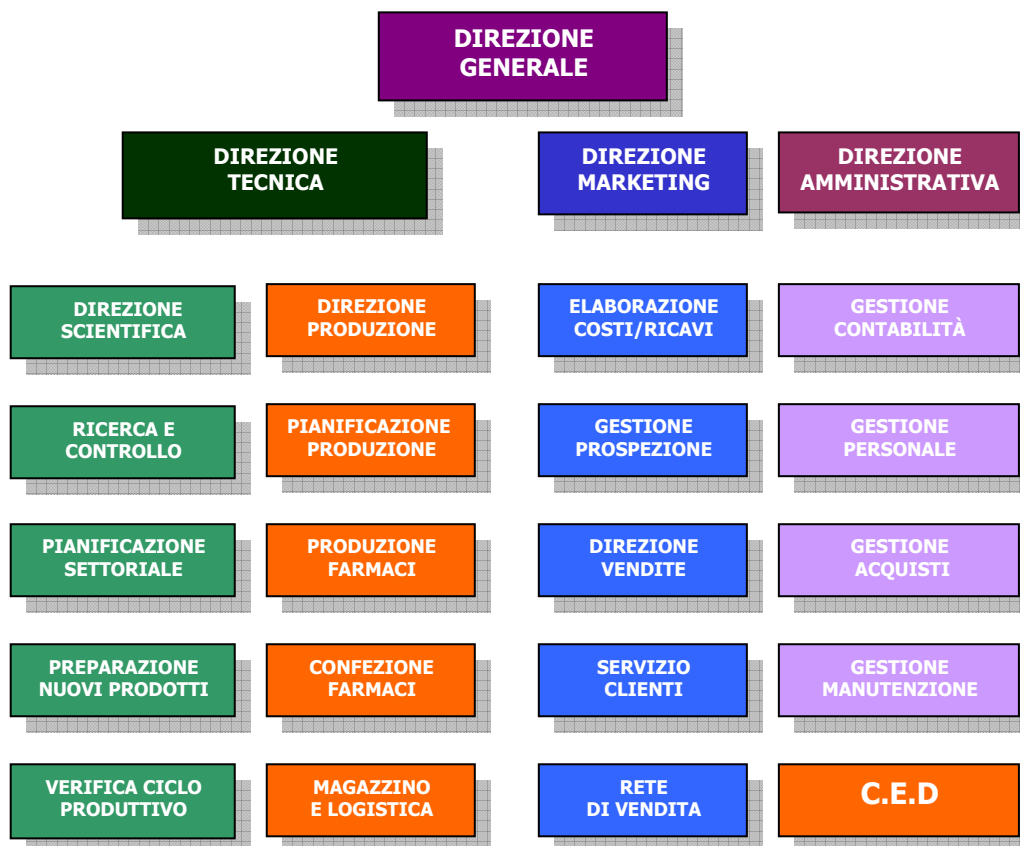 DIREZIONE
GENERALE
DIREZIONE
TECNICA
DIREZIONE
MARKETING
DIREZIONE
AMMINISTRATIVA
DIREZIONE
SCIENTIFICA
DIREZIONE
PRODUZIONE
ELABORAZIONE
COSTI/RICAVI
GESTIONE
CONTABILITÀ
RICERCA E
CONTROLLO
PIANIFICAZIONE
PRODUZIONE
GESTIONE
PROSPEZIONE
GESTIONE
PERSONALE
PIANIFICAZIONE
SETTORIALE
PRODUZIONE
FARMACI
DIREZIONE
VENDITE
GESTIONE
ACQUISTI
PREPARAZIONE
NUOVI PRODOTTI
CONFEZIONE
FARMACI
SERVIZIO
CLIENTI
GESTIONE
MANUTENZIONE
VERIFICA CICLO
PRODUTTIVO
MAGAZZINO
E LOGISTICA
RETE
DI VENDITA
C.E.D